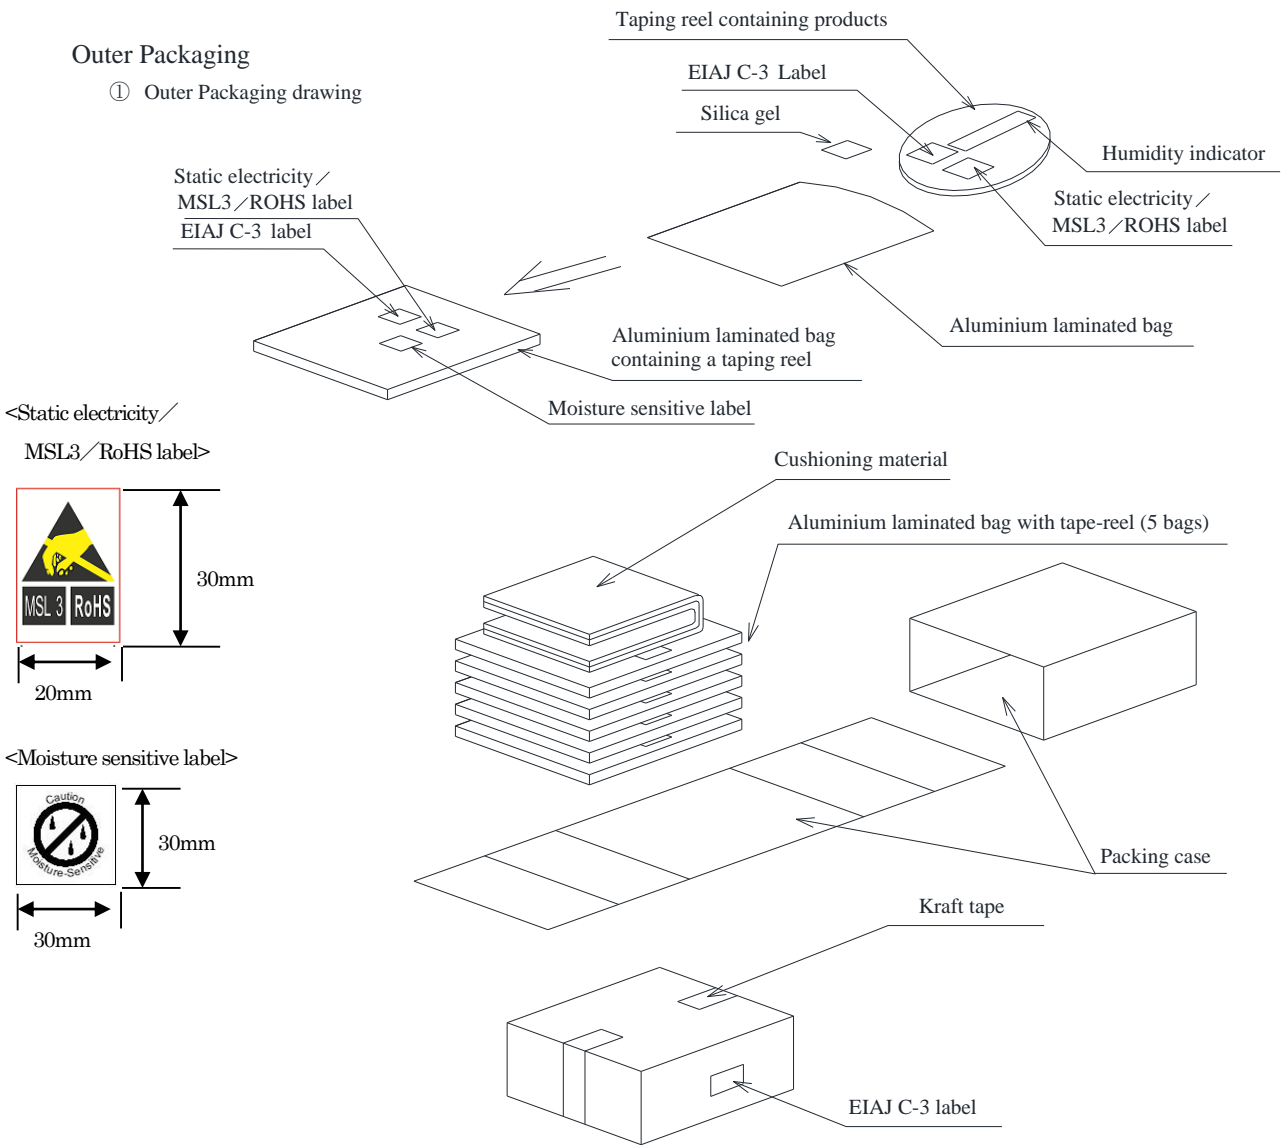 Outer Packaging
① Outer Packaging drawing
Taping reel containing products
EIAJ C-3 Label
Silica gel
Humidity indicator
Static electricity／
MSL3／ROHS label
Static electricity／
MSL3／ROHS label
EIAJ C-3 label
Aluminium laminated bag
Aluminium laminated bag
containing a taping reel
Moisture sensitive label
<Static electricity／
MSL3／RoHS label>
MSL 3 RoHS
30mm
20mm
Cushioning material
Aluminium laminated bag with tape-reel (5 bags)
<Moisture sensitive label>
Caution
Moisture-Sensitive
30mm
30mm
Packing case
Kraft tape
EIAJ C-3 label